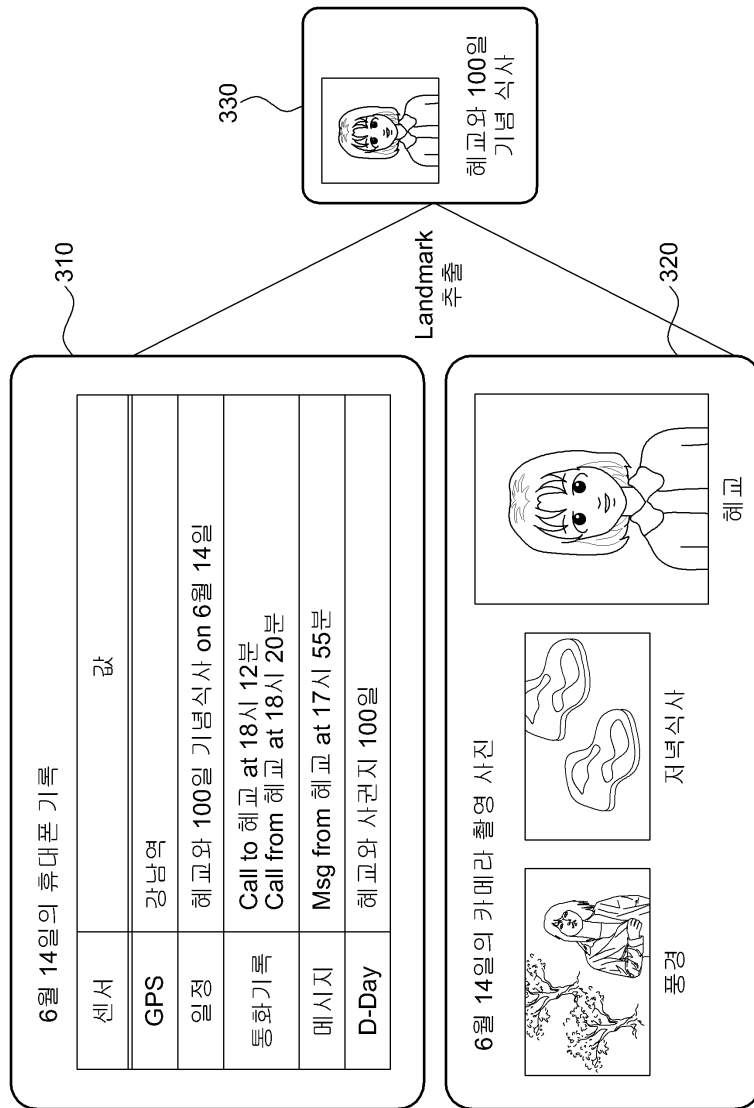 6월 14일의 휴대폰 기록
310
센서 값
GPS 강남역
일정 혜교와 100일 기념식사 on 6월 14일
통화기록 Call to 혜교 at 18시 12분
Call from 혜교 at 18시 20분
메시지 Msg from 혜교 at 17시 55분
D-Day 혜교와 사귄지 100일
Landmark
추출
330
혜교와 100일
기념 식사
320
6월 14일의 카메라 촬영 사진
풍경
저녁식사
혜교